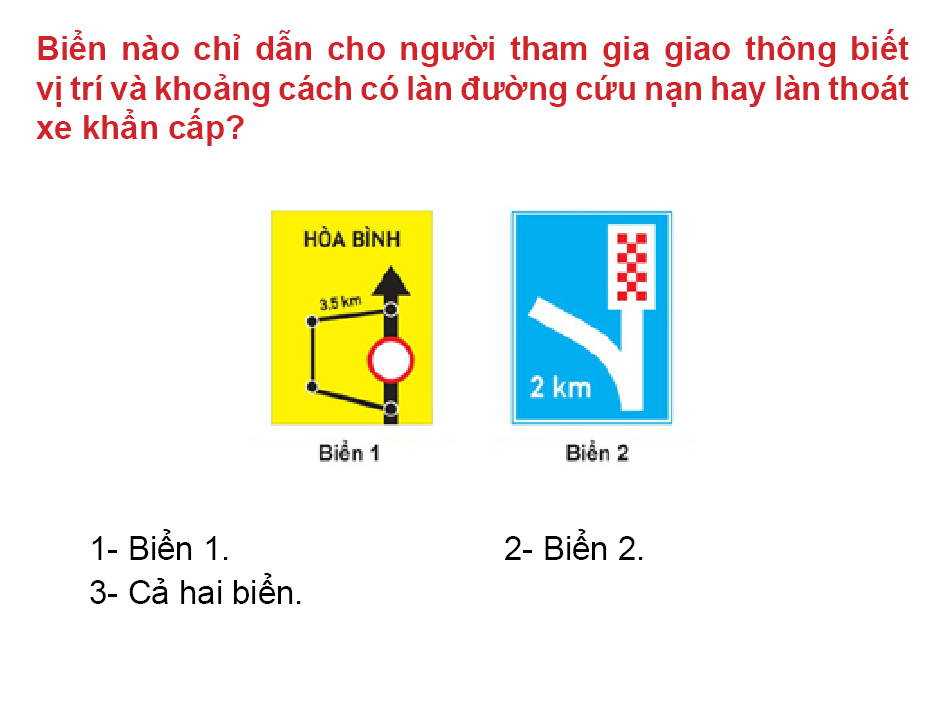 Biển nào chỉ dẫn cho người tham gia giao thông biết
vị trí và khoảng cách có làn đường cứu nạn hay làn thoát
xe khẩn cấp?
HÒA BÌNH
3.5 km
2 km
Biển 1
Biển 2
1- Biển 1.
2- Biển 2.
3- Cả hai biển.